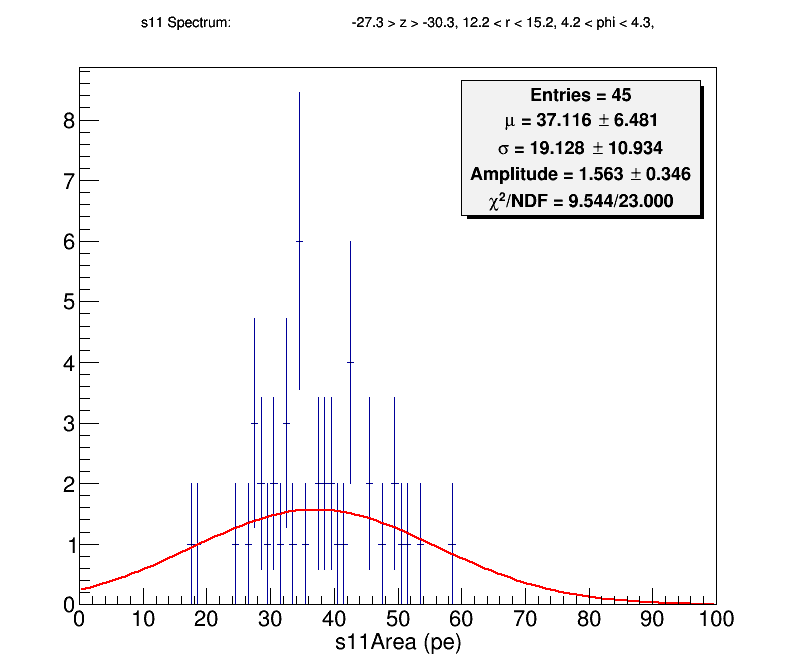 s11 Spectrum: -27.3 > z > -30.3, 12.2 < r < 15.2, 4.2 < phi < 4.3,
Entries = 45
μ = 37.116 ± 6.481
σ = 19.128 ± 10.934
Amplitude = 1.563 ± 0.346
χ²/NDF = 9.544/23.000
8
7
6
5
4
3
2
1
0
0 10 20 30 40 50 60 70 80 90 100
s11Area (pe)